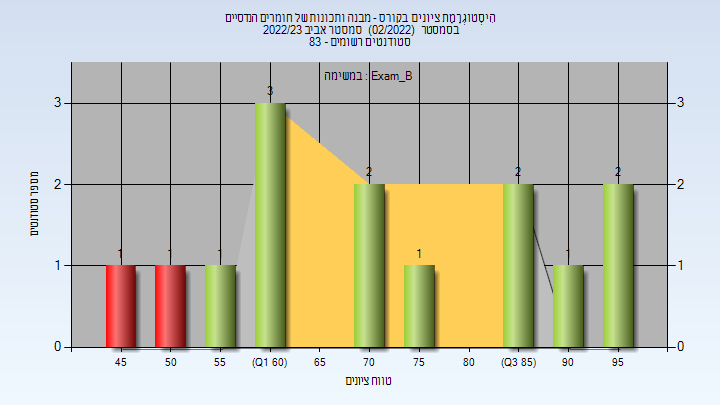 היסטוגרמת ציונים בקורס - מבנה ותכונות של חומרים הנדסיים
בסמסטר (02/2022) סמסטר אביב 2022/23
סטודנטים רשומים - 83
במשימה : Exam_B
מספר סטודנטים
3 3
2 2
1 1
0 0
1 1 1 3 2 1 2 1 2
45 50 55 (Q1 60) 65 70 75 80 (Q3 85) 90 95
טווח ציונים